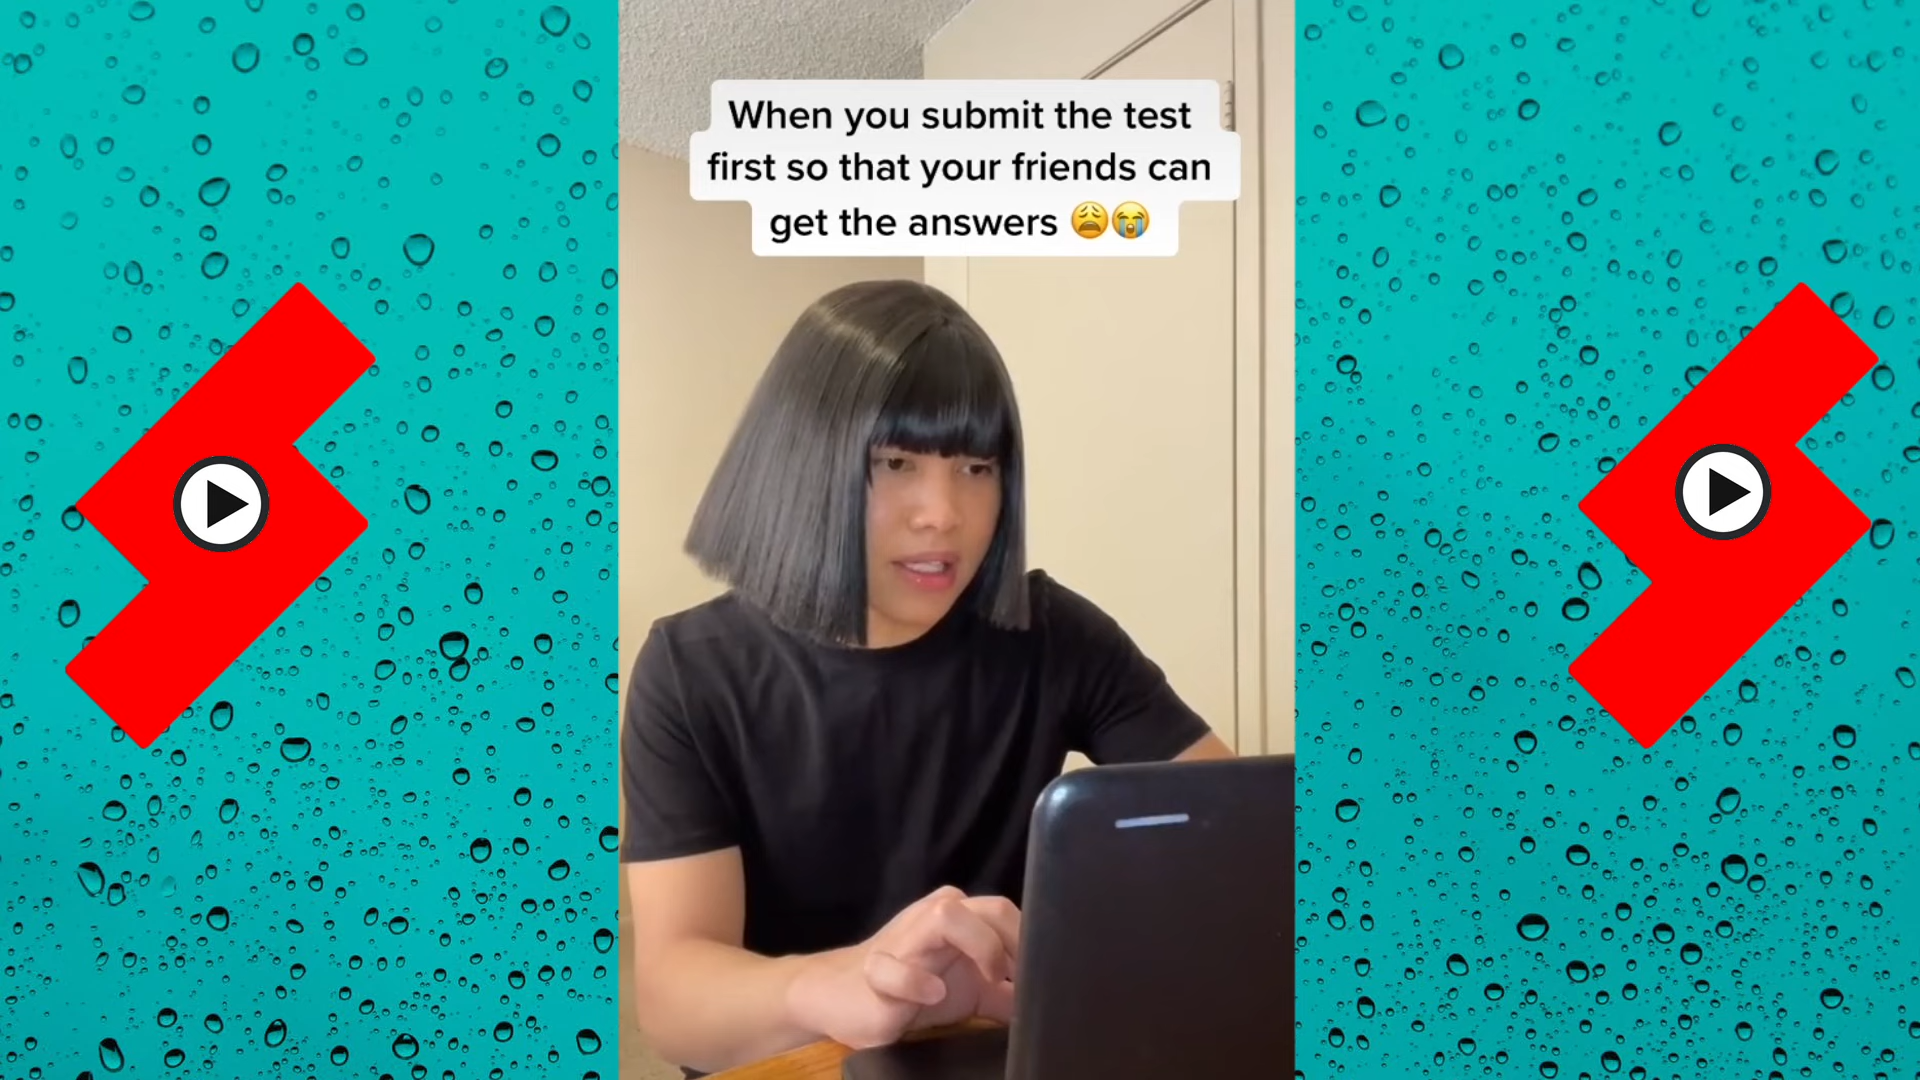 When you submit the test
first so that your friends can
get the answers 😩😭